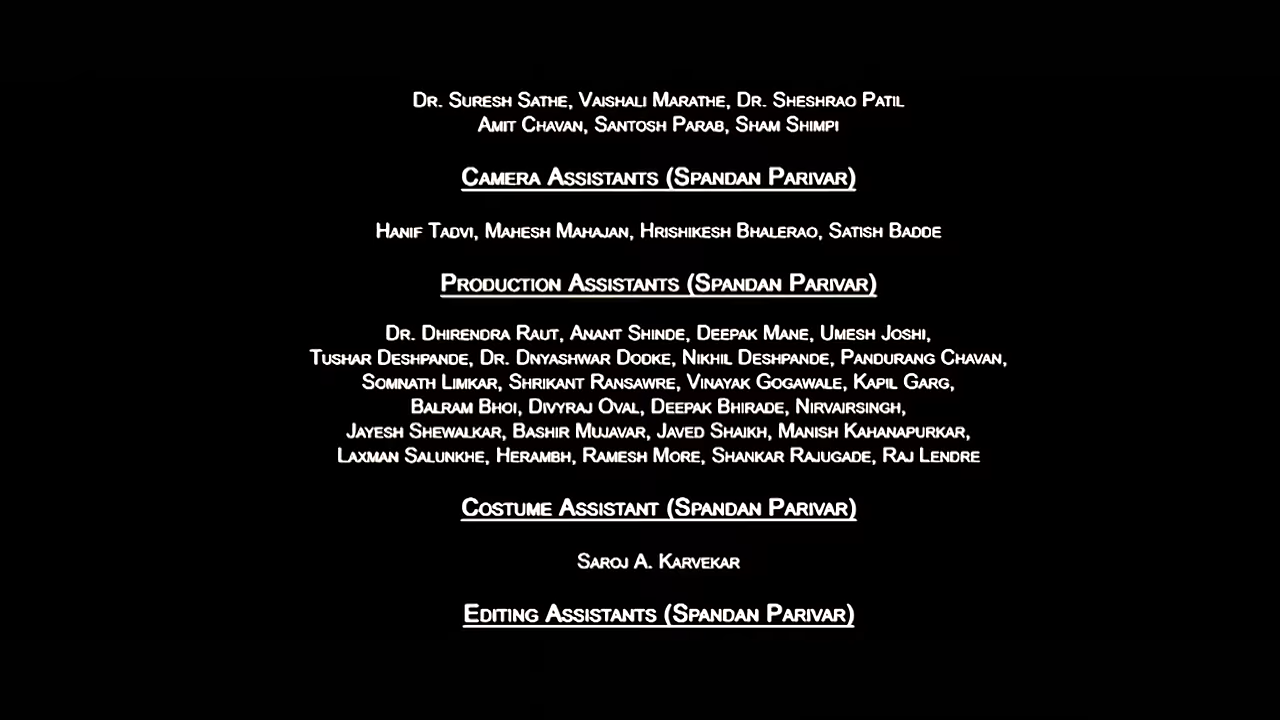 Dr. Suresh Sathe, Vaishali Marathe, Dr. Sheshrao Patil
Amit Chavan, Santosh Parab, Sham Shimpi
Camera Assistants (Spandan Parivar)
Hanif Tadvi, Mahesh Mahajan, Hrishikesh Bhalerao, Satish Badde
Production Assistants (Spandan Parivar)
Dr. Dhirendra Raut, Anant Shinde, Deepak Mane, Umesh Joshi,
Tushar Deshpande, Dr. Dnyashwar Dodke, Nikhil Deshpande, Pandurang Chavan,
Somnath Limkar, Shrikant Ransawre, Vinayak Gogawale, Kapil Garg,
Balram Bhoi, Divyraj Oval, Deepak Bhirade, Nirvairsingh,
Jayesh Shewalkar, Bashir Mujavar, Javed Shaikh, Manish Kahanapurkar,
Laxman Salunkhe, Herambh, Ramesh More, Shankar Rajugade, Raj Lendre
Costume Assistant (Spandan Parivar)
Saroj A. Karvekar
Editing Assistants (Spandan Parivar)